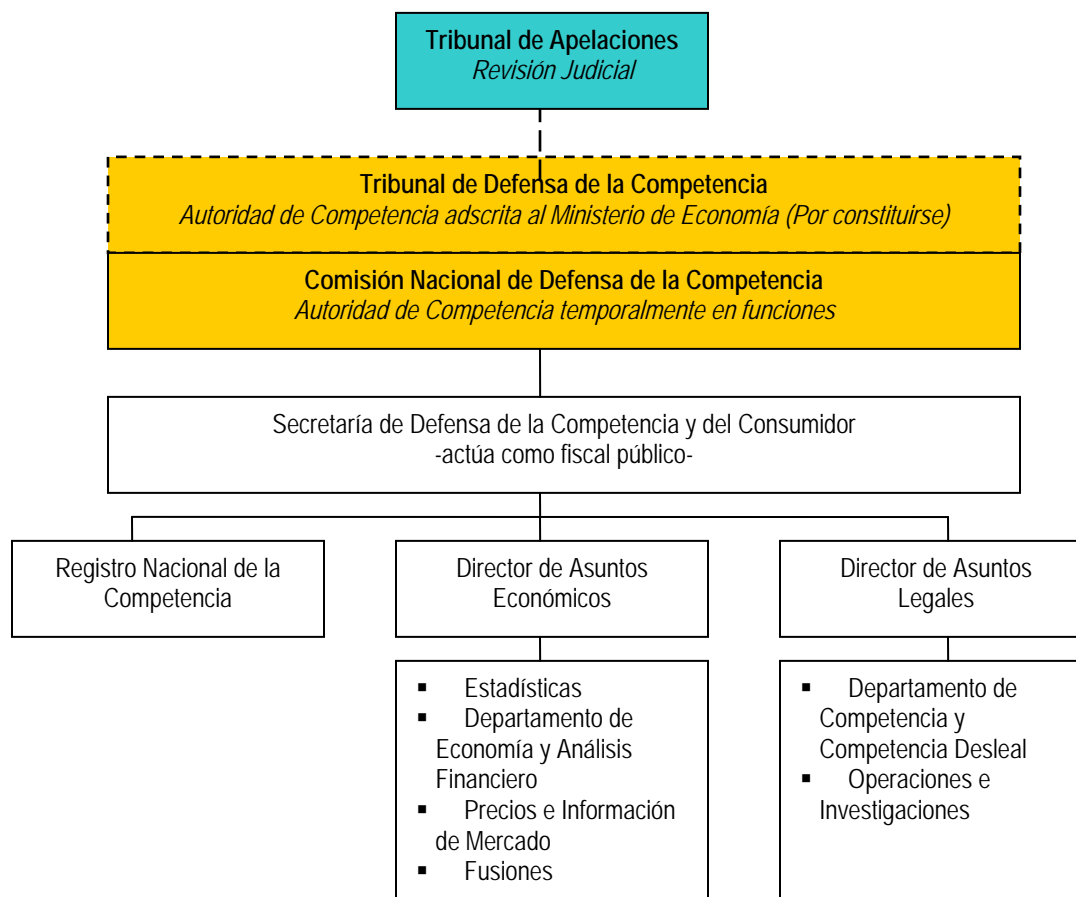 Tribunal de Apelaciones
Revisión Judicial
Tribunal de Defensa de la Competencia
Autoridad de Competencia adscrita al Ministerio de Economía (Por constituirse)
Comisión Nacional de Defensa de la Competencia
Autoridad de Competencia temporalmente en funciones
Secretaría de Defensa de la Competencia y del Consumidor
-actúa como fiscal público-
Registro Nacional de la
Competencia
Director de Asuntos
Económicos
Director de Asuntos
Legales
▪ Estadísticas
▪ Departamento de
Economía y Análisis
Financiero
▪ Precios e Información
de Mercado
▪ Fusiones
▪ Departamento de
Competencia y
Competencia Desleal
▪ Operaciones e
Investigaciones